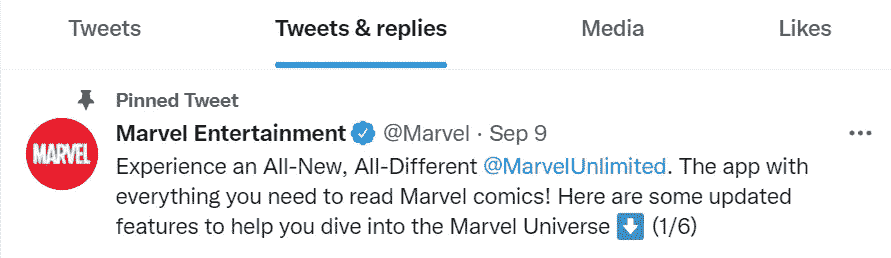 Tweets Tweets & replies Media Likes
Pinned Tweet
MARVEL
Marvel Entertainment @Marvel · Sep 9
Experience an All-New, All-Different @MarvelUnlimited. The app with
everything you need to read Marvel comics! Here are some updated
features to help you dive into the Marvel Universe ⬇️ (1/6)